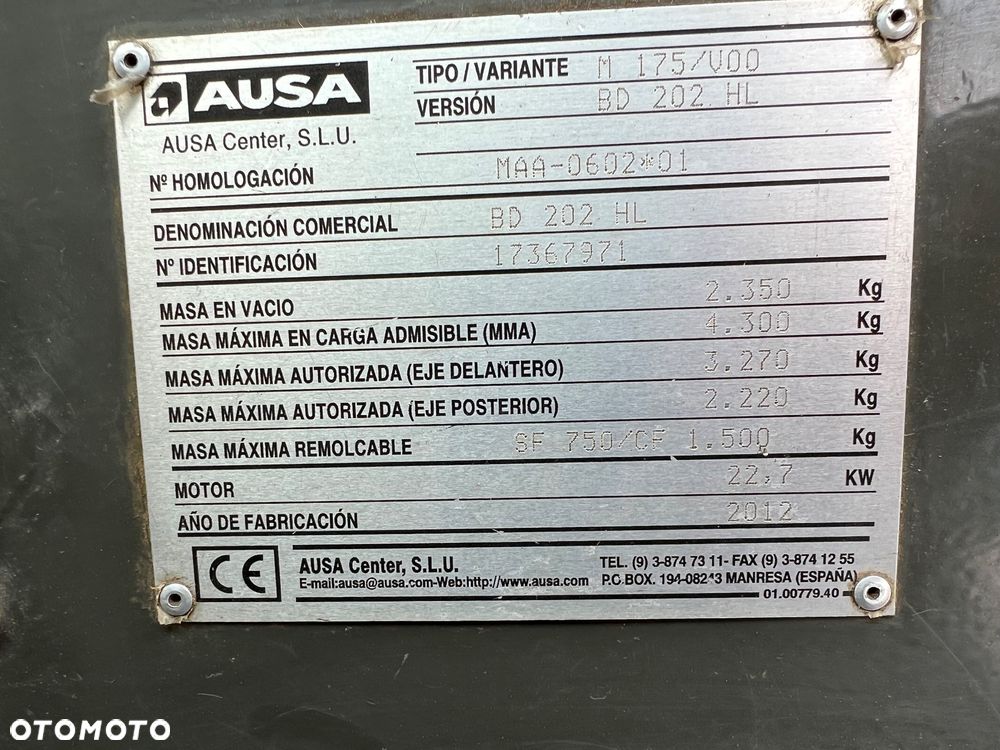 AUSA
AUSA Center, S.L.U.
TIPO / VARIANTE M 175/V00
VERSIÓN BD 202 HL
Nº HOMOLOGACIÓN MAA-0602*01
DENOMINACIÓN COMERCIAL BD 202 HL
Nº IDENTIFICACIÓN 17367971
MASA EN VACIO 2.350 Kg
MASA MÁXIMA EN CARGA ADMISIBLE (MMA) 4.300 Kg
MASA MÁXIMA AUTORIZADA (EJE DELANTERO) 3.270 Kg
MASA MÁXIMA AUTORIZADA (EJE POSTERIOR) 2.220 Kg
MASA MÁXIMA REMOLCABLE SF 750/CF 1.500 Kg
MOTOR 22,7 KW
AÑO DE FABRICACIÓN 2012
CE
AUSA Center, S.L.U.
E-mail:ausa@ausa.com-Web:http://www.ausa.com
TEL. (9) 3-874 73 11- FAX (9) 3-874 12 55
P.O.BOX. 194-08243 MANRESA (ESPAÑA)
01.00779.40
OTOMOTO